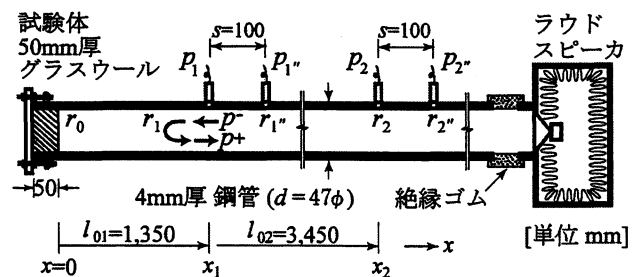 試験体
50mm厚
グラスウール
s=100
s=100
ラウド
スピーカ
p₁
p₁″
p₂
p₂″
r₀
r₁
p⁻
p⁺
r₁″
r₂
r₂″
50
4mm厚 鋼管 (d=47φ)
絶縁ゴム
l₀₁=1,350
l₀₂=3,450
x
[単位 mm]
x=0
x₁
x₂